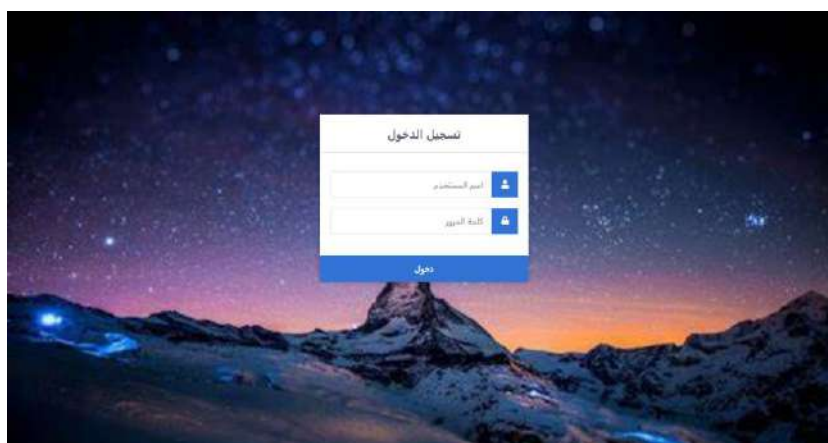 تسجيل الدخول
اسم المستخدم
كلمة المرور
دخول